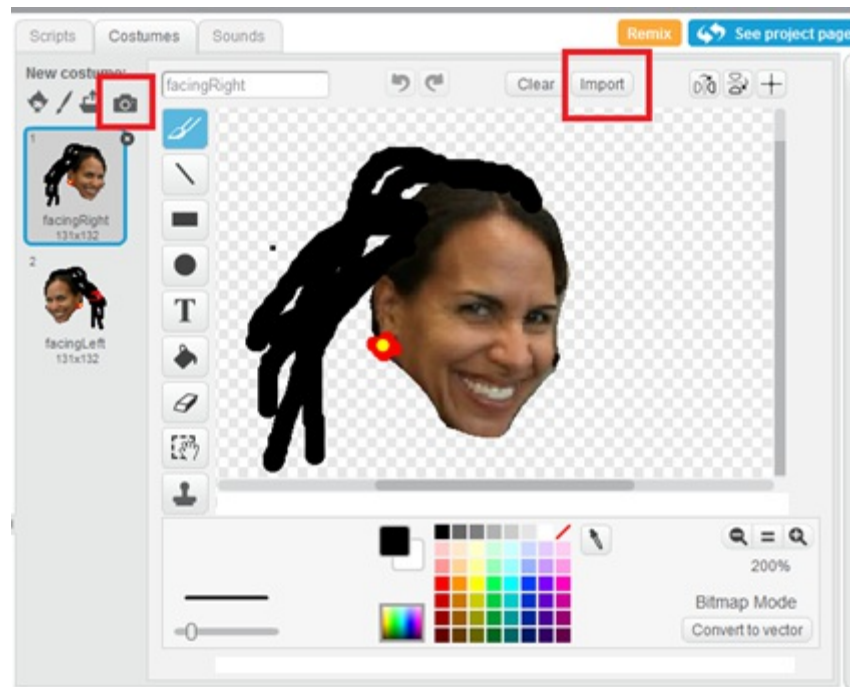 Scripts Costumes Sounds Remix See project page
New costume:
facingRight Clear Import
1
facingRight
131x132
2
facingLeft
131x132
T
200%
Bitmap Mode
Convert to vector